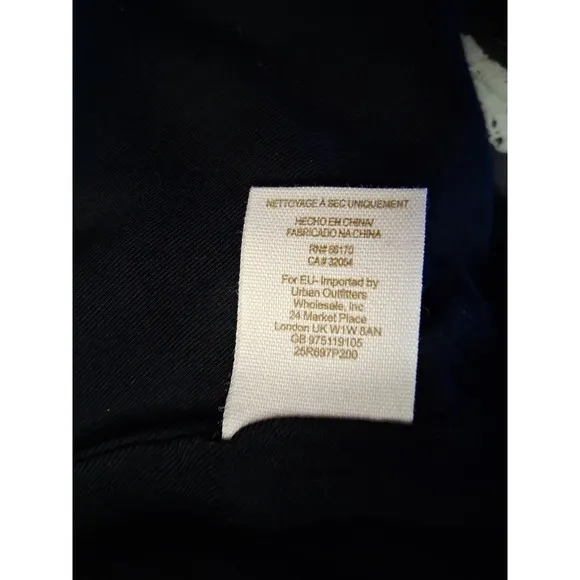 NETTOYAGE À SEC UNIQUEMENT
HECHO EN CHINA/
FABRICADO NA CHINA
RN# 66170
CA# 32054
For EU- Imported by
Urban Outfitters
Wholesale, Inc
24 Market Place
London UK W1W 8AN
GB 975119105
25R697P200